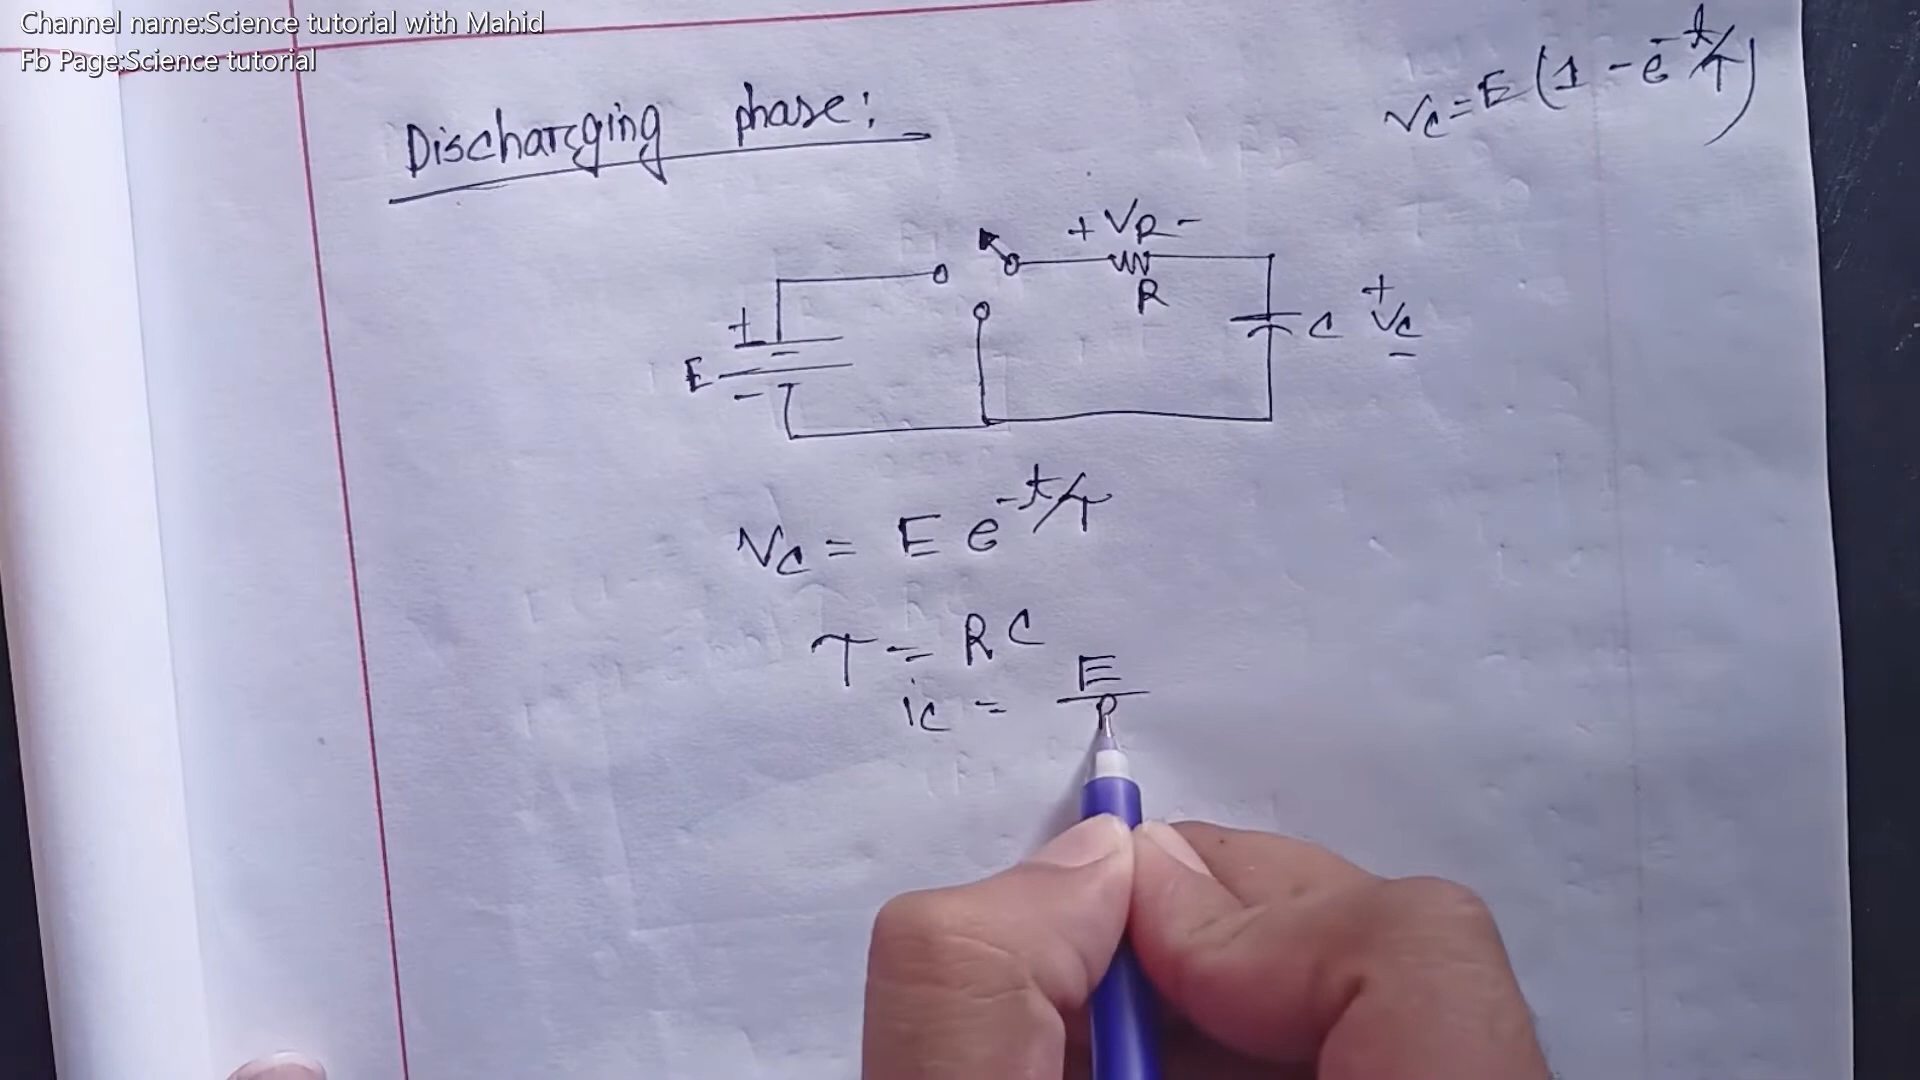 Channel name:Science tutorial with Mahid
Fb Page:Science tutorial
Vc = E (1 - e^-t/τ)
Discharging phase:
+ VR -
R
+
E
-
C
+
Vc
-
Vc = E e^-t/τ
τ = RC
ic = E/R